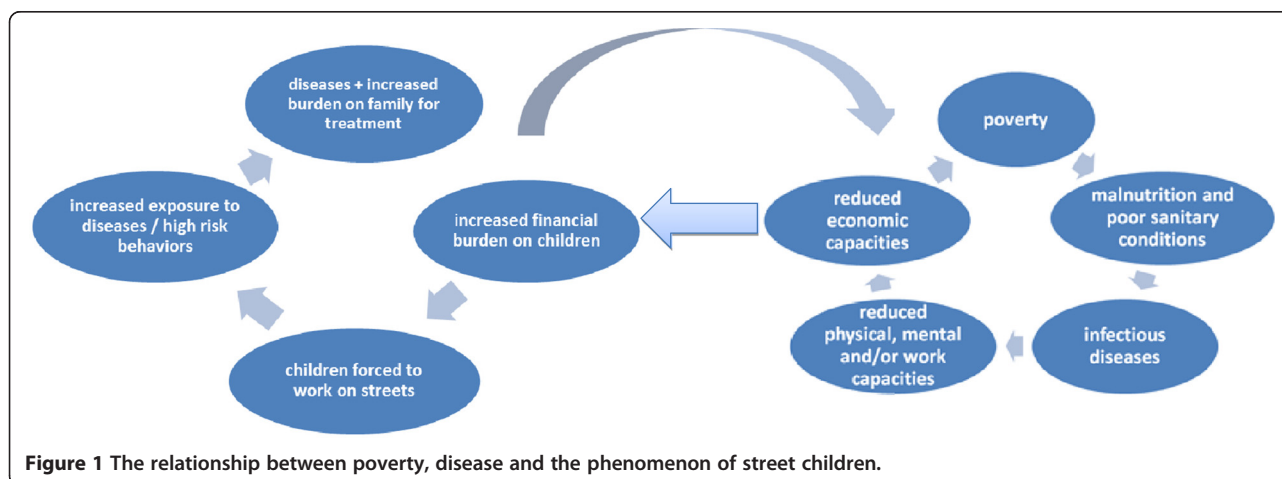 diseases + increased
burden on family for
treatment
increased exposure to
diseases / high risk
behaviors
increased financial
burden on children
children forced to
work on streets
poverty
malnutrition and
poor sanitary
conditions
infectious
diseases
reduced
physical, mental
and/or work
capacities
reduced
economic
capacities
Figure 1 The relationship between poverty, disease and the phenomenon of street children.